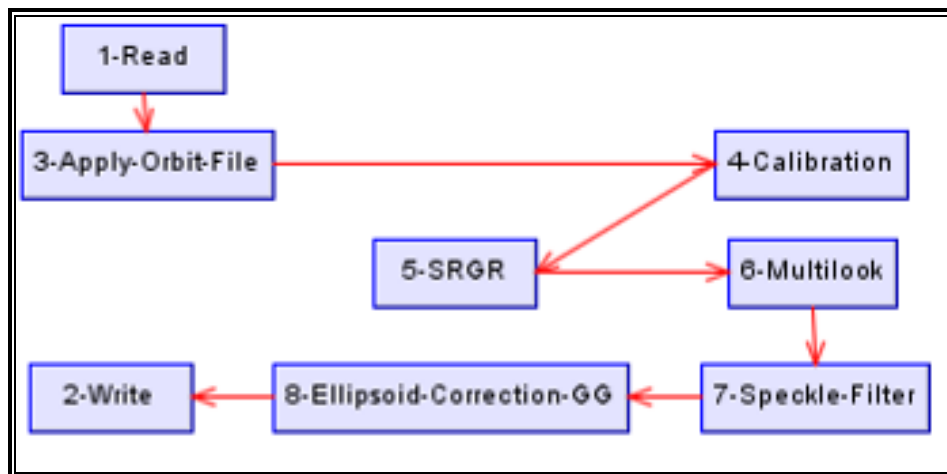 1-Read
3-Apply-Orbit-File
4-Calibration
5-SRGR
6-Multilook
2-Write
8-Ellipsoid-Correction-GG
7-Speckle-Filter